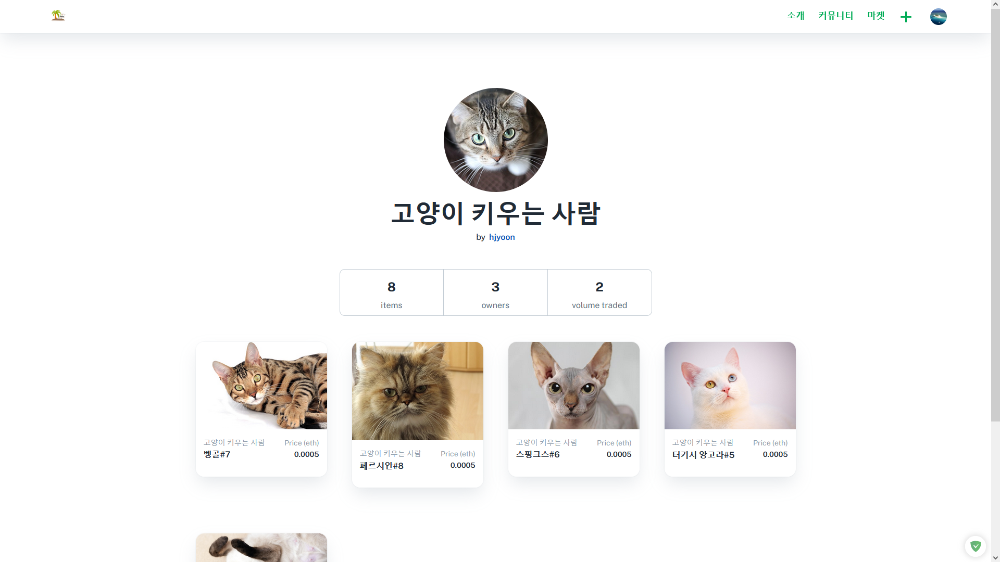 소개 커뮤니티 마켓
고양이 키우는 사람
by hjyoon
8 3 2
items owners volume traded
고양이 키우는 사람 Price (eth)
벵골#7 0.0005
고양이 키우는 사람 Price (eth)
페르시안#8 0.0005
고양이 키우는 사람 Price (eth)
스핑크스#6 0.0005
고양이 키우는 사람 Price (eth)
터키시 앙고라#5 0.0005